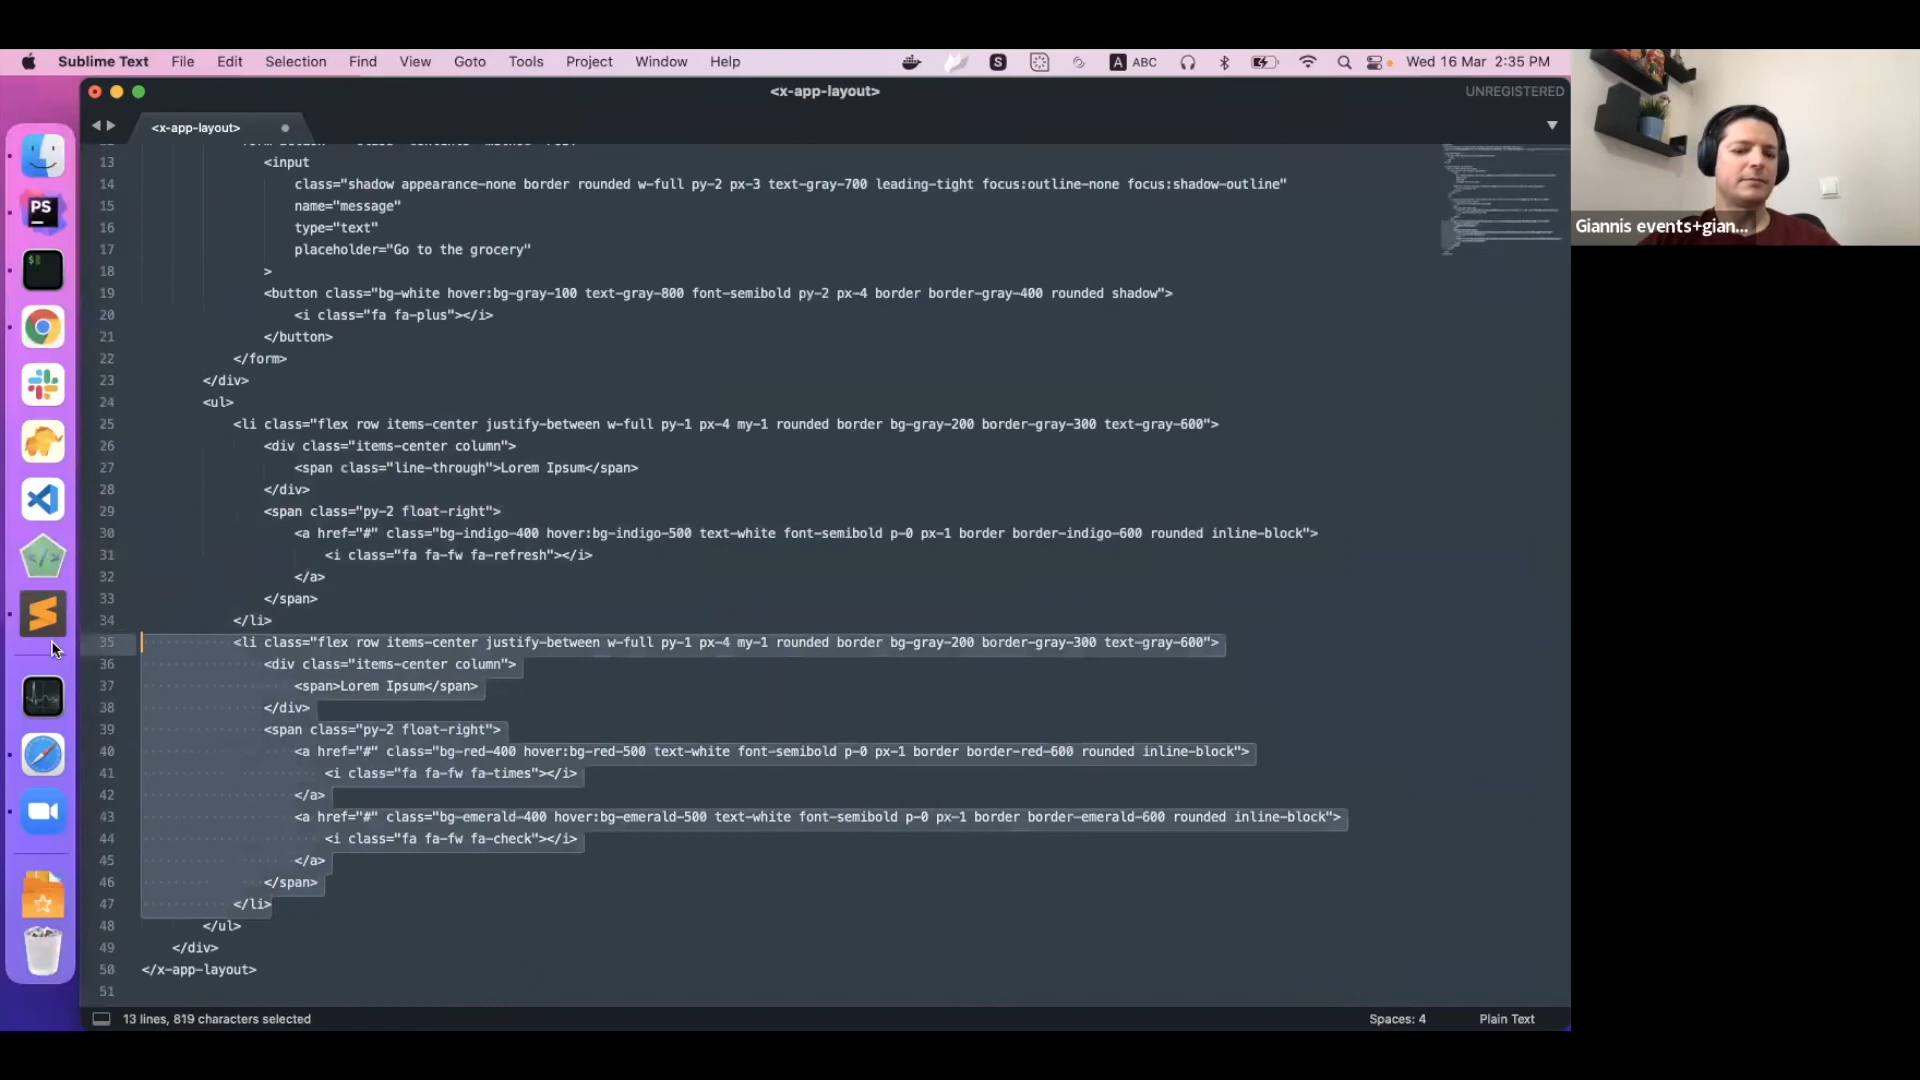 Sublime Text File Edit Selection Find View Goto Tools Project Window Help
S A ABC Wed 16 Mar 2:35 PM
<x-app-layout>
UNREGISTERED
<x-app-layout>
13 <input
14 class="shadow appearance-none border rounded w-full py-2 px-3 text-gray-700 leading-tight focus:outline-none focus:shadow-outline"
15 name="message"
16 type="text"
17 placeholder="Go to the grocery"
18 >
19 <button class="bg-white hover:bg-gray-100 text-gray-800 font-semibold py-2 px-4 border border-gray-400 rounded shadow">
20 <i class="fa fa-plus"></i>
21 </button>
22 </form>
23 </div>
24 <ul>
25 <li class="flex row items-center justify-between w-full py-1 px-4 my-1 rounded border bg-gray-200 border-gray-300 text-gray-600">
26 <div class="items-center column">
27 <span class="line-through">Lorem Ipsum</span>
28 </div>
29 <span class="py-2 float-right">
30 <a href="#" class="bg-indigo-400 hover:bg-indigo-500 text-white font-semibold p-0 px-1 border border-indigo-600 rounded inline-block">
31 <i class="fa fa-fw fa-refresh"></i>
32 </a>
33 </span>
34 </li>
35 <li class="flex row items-center justify-between w-full py-1 px-4 my-1 rounded border bg-gray-200 border-gray-300 text-gray-600">
36 <div class="items-center column">
37 <span>Lorem Ipsum</span>
38 </div>
39 <span class="py-2 float-right">
40 <a href="#" class="bg-red-400 hover:bg-red-500 text-white font-semibold p-0 px-1 border border-red-600 rounded inline-block">
41 <i class="fa fa-fw fa-times"></i>
42 </a>
43 <a href="#" class="bg-emerald-400 hover:bg-emerald-500 text-white font-semibold p-0 px-1 border border-emerald-600 rounded inline-block">
44 <i class="fa fa-fw fa-check"></i>
45 </a>
46 </span>
47 </li>
48 </ul>
49 </div>
50 </x-app-layout>
51
13 lines, 819 characters selected
Spaces: 4 Plain Text
PS
Giannis events+gian...